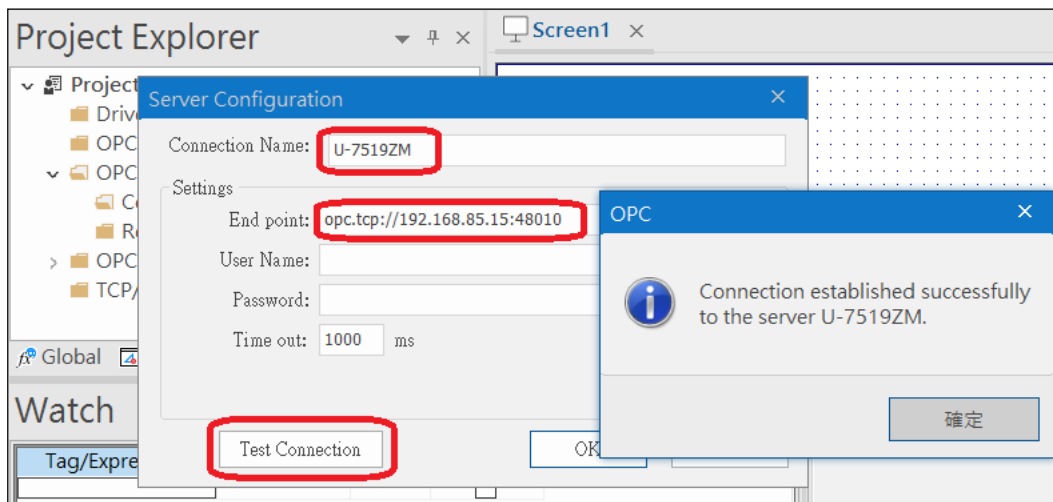 Project Explorer
Screen1
Project
Server Configuration
Connection Name: U-7519ZM
Settings
End point: opc.tcp://192.168.85.15:48010
User Name:
Password:
Time out: 1000 ms
Test Connection
OK
OPC
OPC
OPC
TCP/
Global
Watch
Tag/Expre
OPC
Connection established successfully
to the server U-7519ZM.
確定